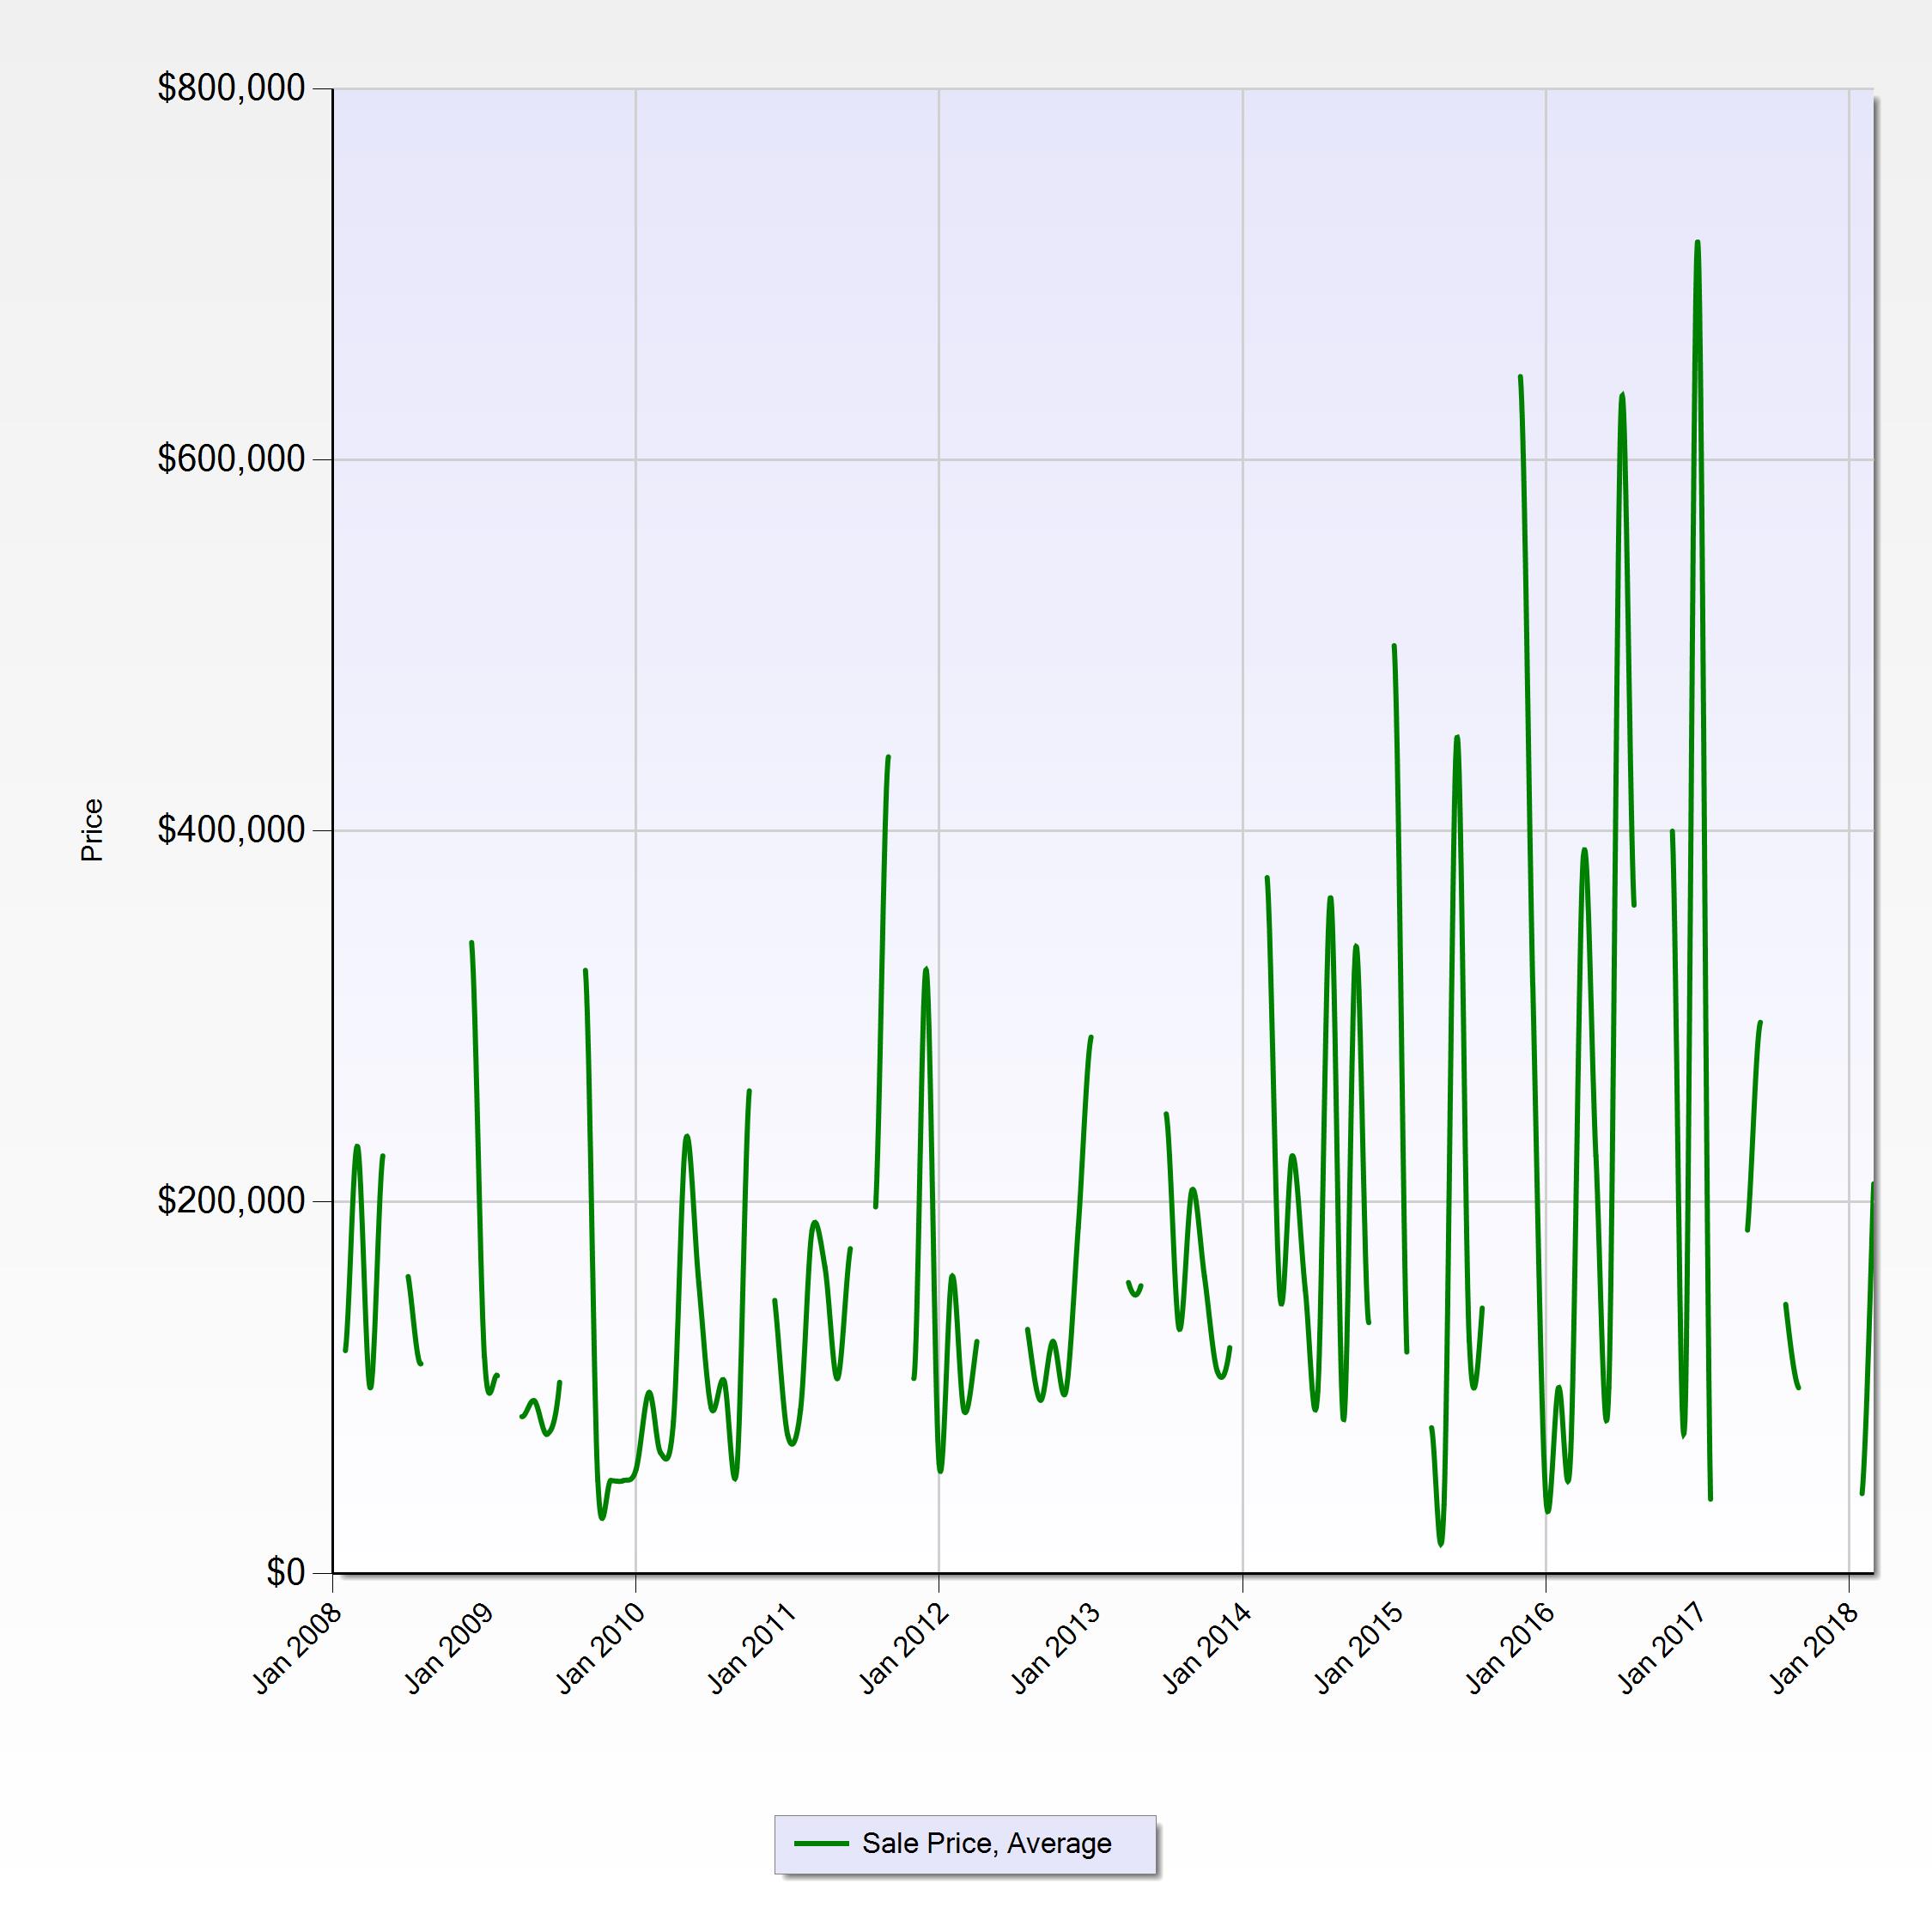 $800,000
$600,000
$400,000
$200,000
$0
Price
Jan 2008
Jan 2009
Jan 2010
Jan 2011
Jan 2012
Jan 2013
Jan 2014
Jan 2015
Jan 2016
Jan 2017
Jan 2018
Sale Price, Average